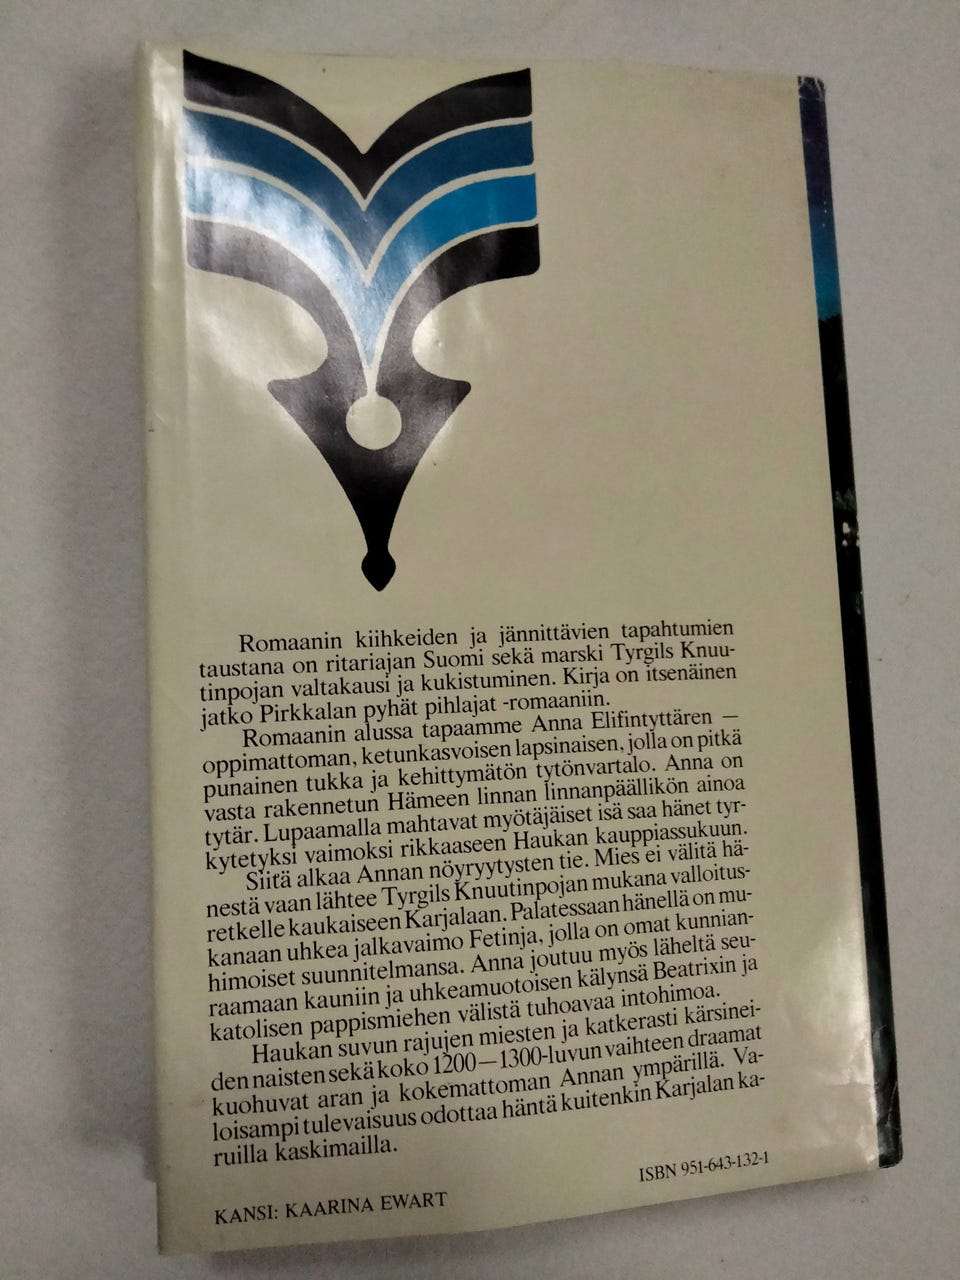 Romaanin kiihkeiden ja jännittävien tapahtumien
taustana on ritariajan Suomi sekä marski Tyrgils Knuu-
tinpojan valtakausi ja kukistuminen. Kirja on itsenäinen
jatko Pirkkalan pyhät pihlajat -romaaniin.
Romaanin alussa tapaamme Anna Elifintyttären –
oppimattoman, ketunkasvoisen lapsinaisen, jolla on pitkä
punainen tukka ja kehittymätön tytönvartalo. Anna on
vasta rakennetun Hämeen linnan linnanpäällikön ainoa
tytär. Lupaamalla mahtavat myötäjäiset isä saa hänet tyr-
kytetyksi vaimoksi rikkaaseen Haukan kauppiassukuun.
Siitä alkaa Annan nöyryytysten tie. Mies ei välitä hä-
nestä vaan lähtee Tyrgils Knuutinpojan mukana valloitus-
retkelle kaukaiseen Karjalaan. Palatessaan hänellä on mu-
kanaan uhkea jalkavaimo Fetinja, jolla on omat kunnian-
himoiset suunnitelmansa. Anna joutuu myös läheltä seu-
raamaan kauniin ja uhkeamuotoisen kälynsä Beatrixin ja
katolisen pappismiehen välistä tuhoavaa intohimoa.
Haukan suvun rajujen miesten ja katkerasti kärsinei-
den naisten sekä koko 1200–1300-luvun vaihteen draamat
kuohuvat aran ja kokemattoman Annan ympärillä. Va-
loisampi tulevaisuus odottaa häntä kuitenkin Karjalan ka-
ruilla kaskimailla.
ISBN 951-643-132-1
KANSI: KAARINA EWART